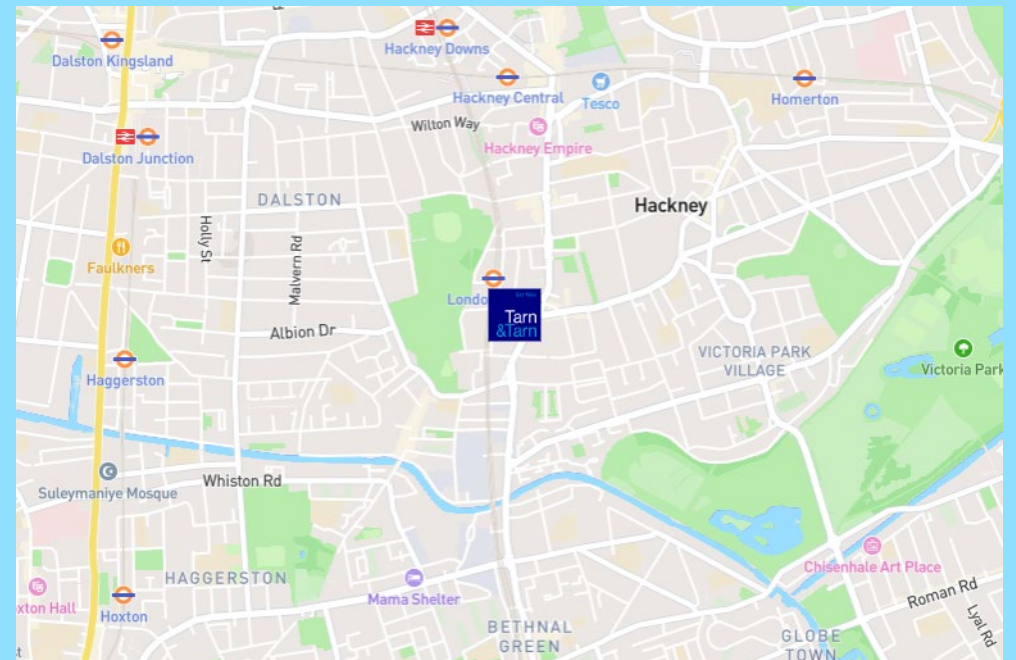 Hackney Downs
Dalston Kingsland
Hackney Central
Tesco
Homerton
Wilton Way
Hackney Empire
Dalston Junction
DALSTON
Hackney
Holly St
Malvern Rd
Faulkners
Londo
Tarn
&Tarn
Albion Dr
VICTORIA PARK
VILLAGE
Victoria Park
Haggerston
Whiston Rd
Suleymaniye Mosque
Chisenhale Art Place
HAGGERSTON
Mama Shelter
Roman Rd
Lyal Rd
xton Hall
Hoxton
BETHNAL
GREEN
GLOBE
TOWN
st